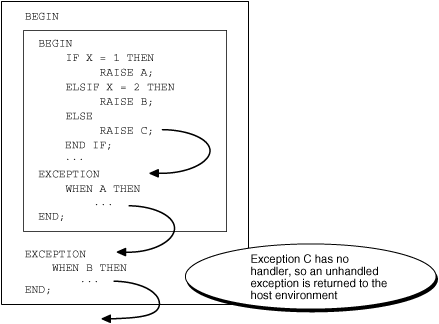 BEGIN
BEGIN
IF X = 1 THEN
RAISE A;
ELSIF X = 2 THEN
RAISE B;
ELSE
RAISE C;
END IF;
...
EXCEPTION
WHEN A THEN
...
END;
EXCEPTION
WHEN B THEN
...
END;
Exception C has no
handler, so an unhandled
exception is returned to the
host environment